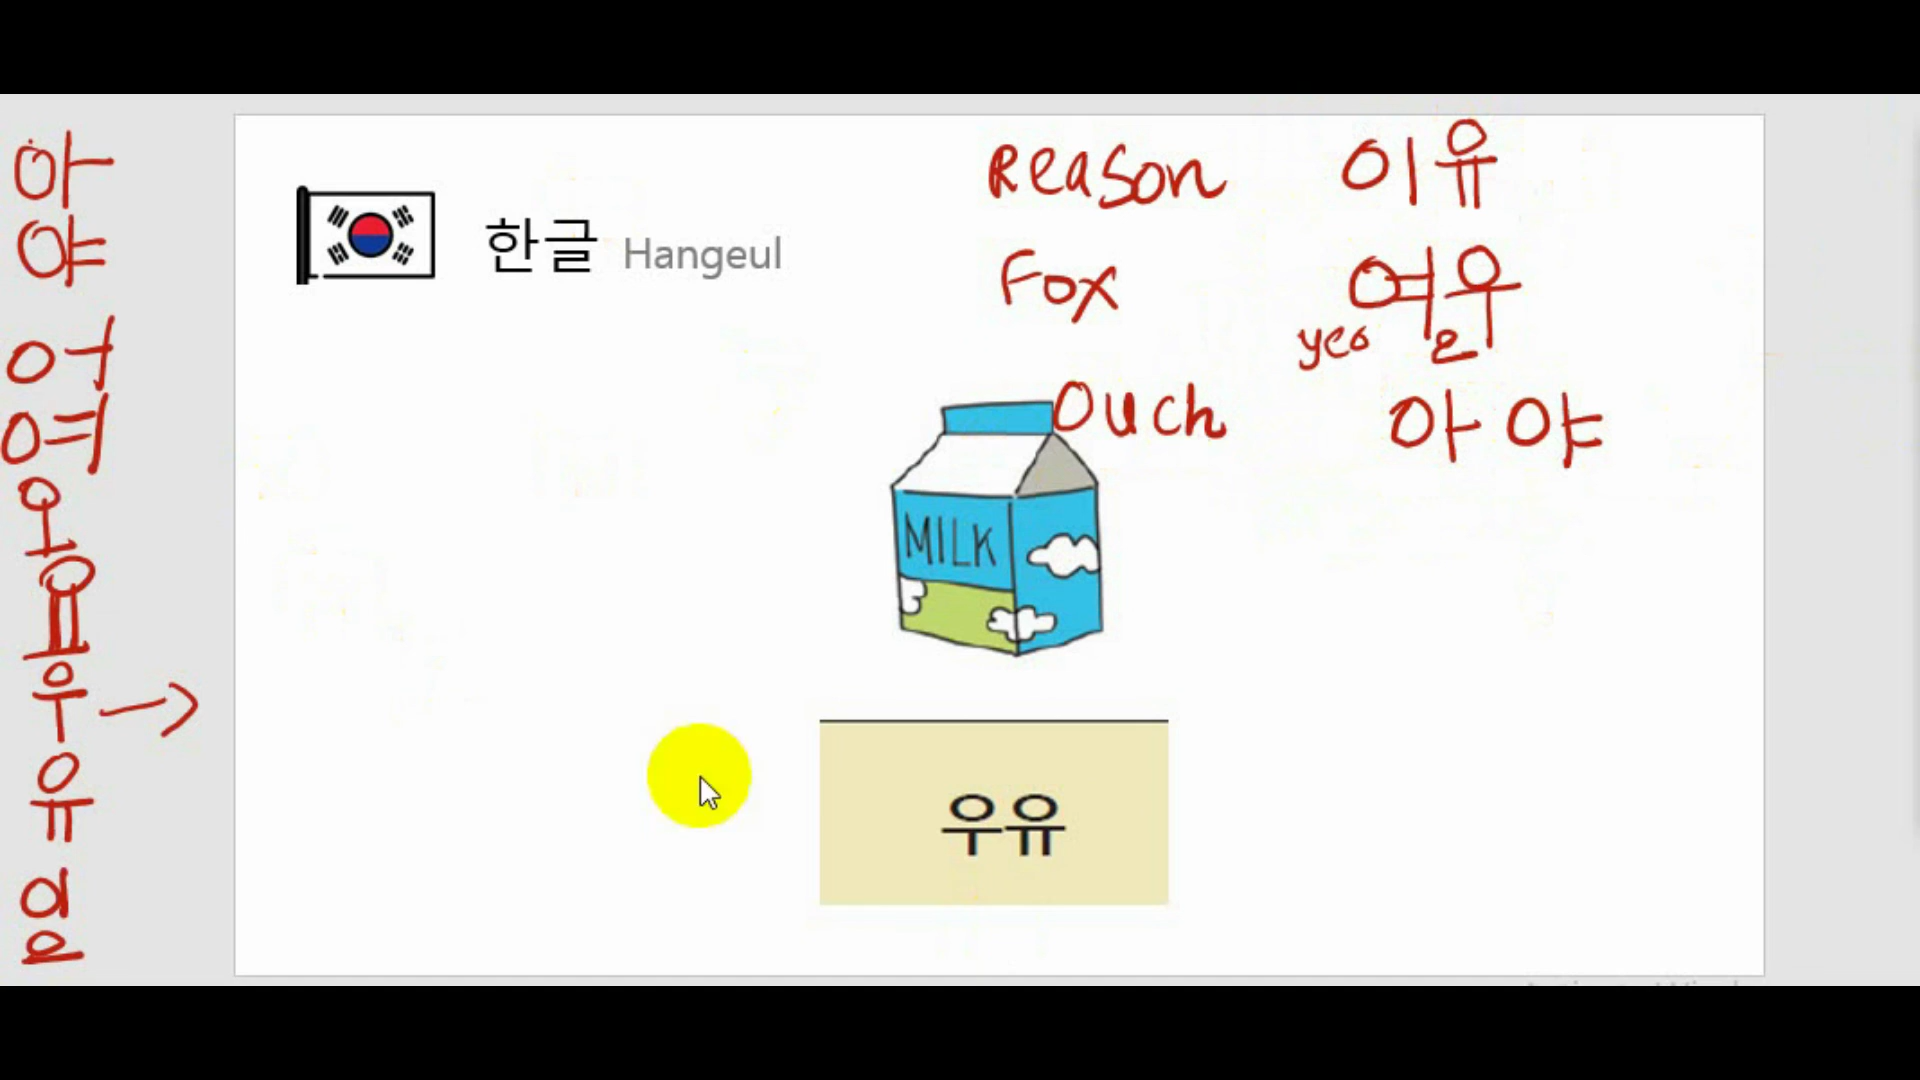 아
야
어
여
오
요
우 →
유
이
으
한글 Hangeul
Reason 이유
Fox 여우
yeo
Ouch 아야
MILK
우유